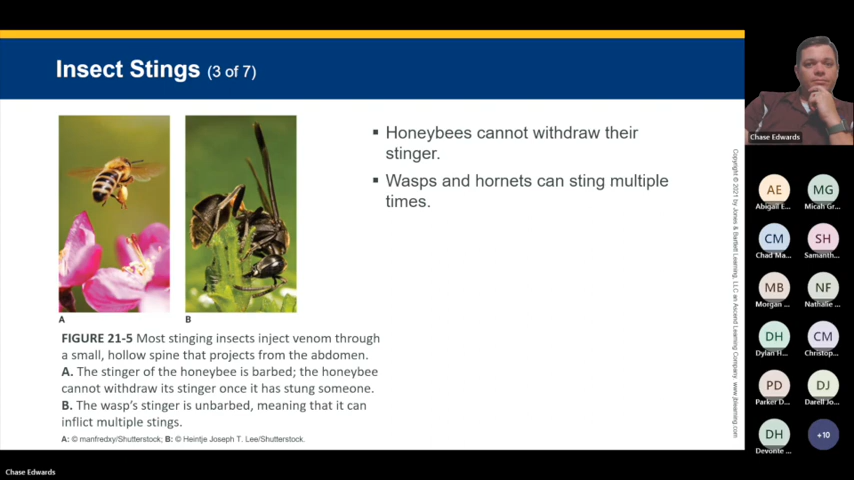 Insect Stings (3 of 7)
▪ Honeybees cannot withdraw their
stinger.
▪ Wasps and hornets can sting multiple
times.
A
B
FIGURE 21-5 Most stinging insects inject venom through
a small, hollow spine that projects from the abdomen.
A. The stinger of the honeybee is barbed; the honeybee
cannot withdraw its stinger once it has stung someone.
B. The wasp's stinger is unbarbed, meaning that it can
inflict multiple stings.
A: © manfredxy/Shutterstock; B: © Heintje Joseph T. Lee/Shutterstock.
Copyright © 2021 by Jones & Bartlett Learning, LLC an Ascend Learning Company. www.jblearning.com
Chase Edwards
AE
Abigail E...
MG
Micah Gr...
CM
Chad Ma...
SH
Samanth...
MB
Morgan ...
NF
Nathalie ...
DH
Dylan H...
CM
Christop...
PD
Parker D...
DJ
Darell Jo...
DH
Devonte ...
+10
Chase Edwards